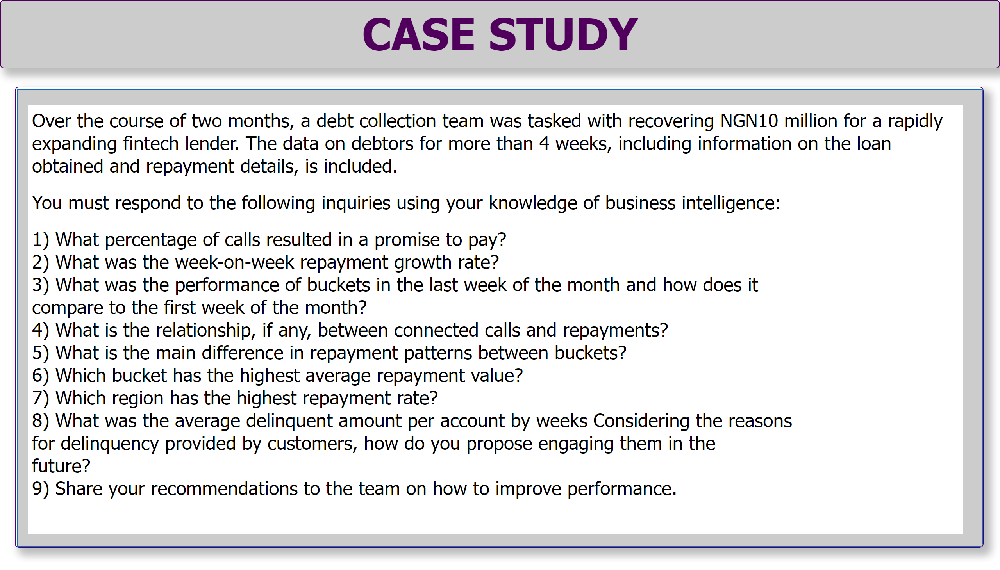 CASE STUDY
Over the course of two months, a debt collection team was tasked with recovering NGN10 million for a rapidly
expanding fintech lender. The data on debtors for more than 4 weeks, including information on the loan
obtained and repayment details, is included.
You must respond to the following inquiries using your knowledge of business intelligence:
1) What percentage of calls resulted in a promise to pay?
2) What was the week-on-week repayment growth rate?
3) What was the performance of buckets in the last week of the month and how does it
compare to the first week of the month?
4) What is the relationship, if any, between connected calls and repayments?
5) What is the main difference in repayment patterns between buckets?
6) Which bucket has the highest average repayment value?
7) Which region has the highest repayment rate?
8) What was the average delinquent amount per account by weeks Considering the reasons
for delinquency provided by customers, how do you propose engaging them in the
future?
9) Share your recommendations to the team on how to improve performance.